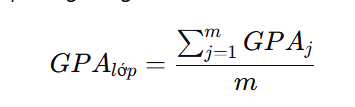 $GPA_{lớp} = \frac{\sum_{j=1}^{m} GPA_j}{m}$